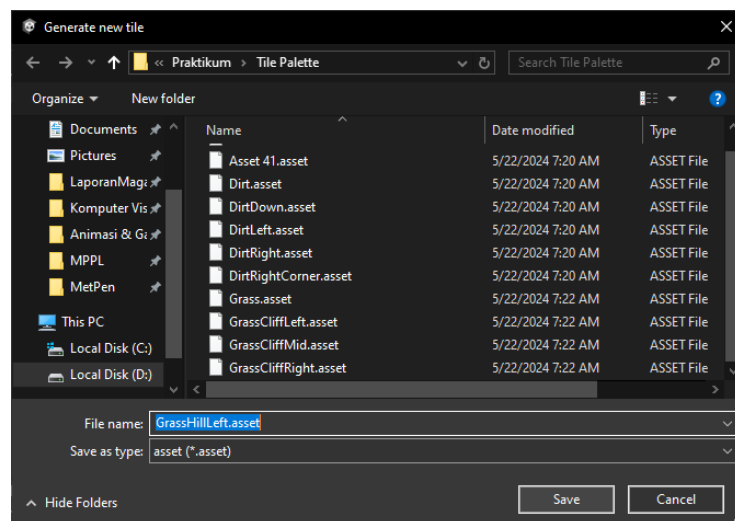 Generate new tile
« Praktikum > Tile Palette
Search Tile Palette
Organize
New folder
?
Documents
Pictures
LaporanMaga
Komputer Vis
Animasi & Ga
MPPL
MetPen
This PC
Local Disk (C:)
Local Disk (D:)
Name Date modified Type
Asset 41.asset 5/22/2024 7:20 AM ASSET File
Dirt.asset 5/22/2024 7:20 AM ASSET File
DirtDown.asset 5/22/2024 7:20 AM ASSET File
DirtLeft.asset 5/22/2024 7:20 AM ASSET File
DirtRight.asset 5/22/2024 7:20 AM ASSET File
DirtRightCorner.asset 5/22/2024 7:20 AM ASSET File
Grass.asset 5/22/2024 7:22 AM ASSET File
GrassCliffLeft.asset 5/22/2024 7:22 AM ASSET File
GrassCliffMid.asset 5/22/2024 7:22 AM ASSET File
GrassCliffRight.asset 5/22/2024 7:22 AM ASSET File
File name: GrassHillLeft.asset
Save as type: asset (*.asset)
Hide Folders
Save
Cancel